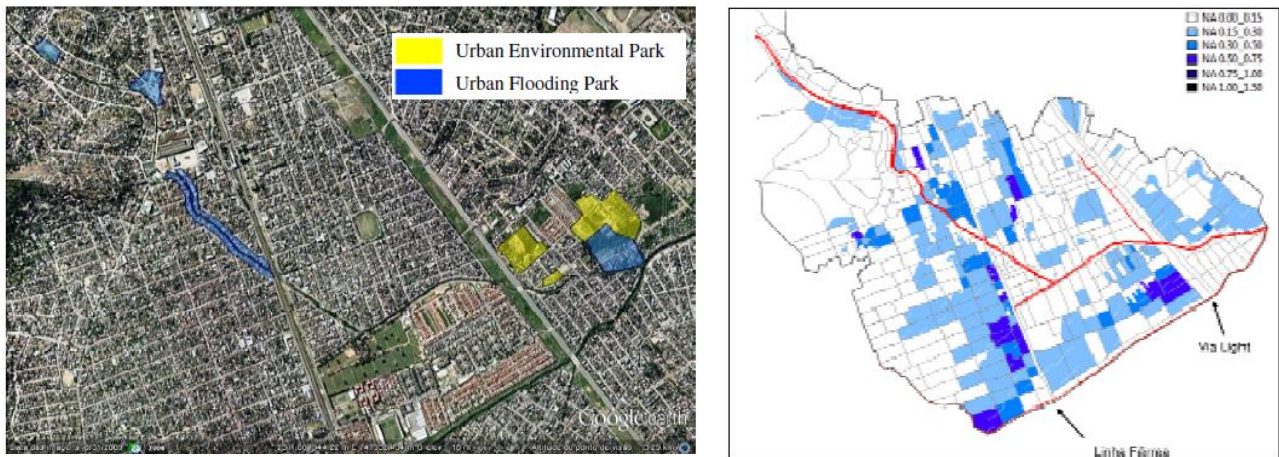 Urban Environmental Park
Urban Flooding Park
Google earth
NA 0.00_0.15
NA 0.15_0.30
NA 0.30_0.50
NA 0.50_0.75
NA 0.75_1.00
NA 1.00_1.50
Via Light
Linha Férrea